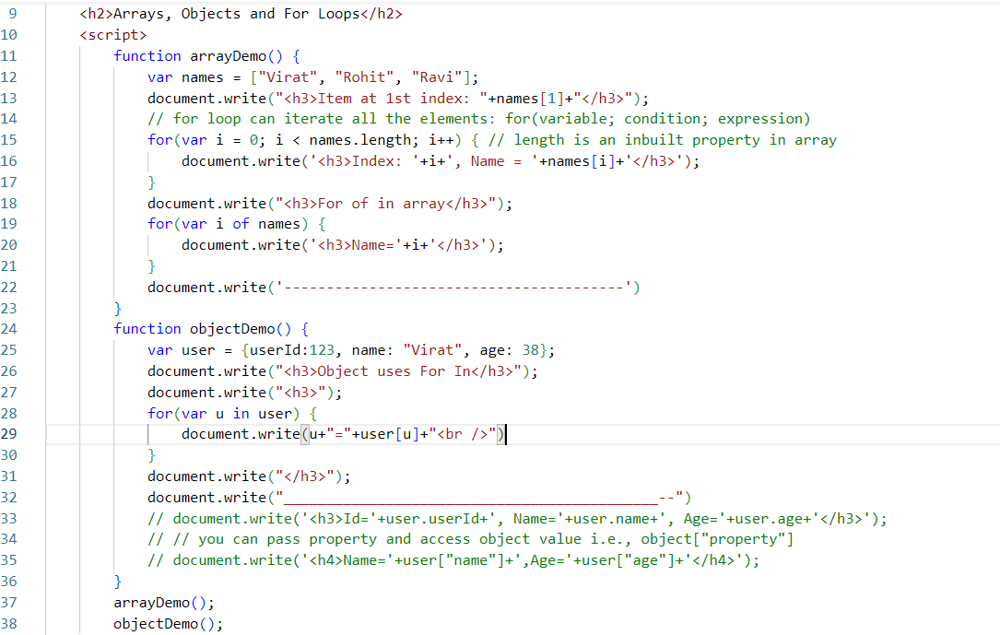 9 <h2>Arrays, Objects and For Loops</h2>
10 <script>
11 function arrayDemo() {
12 var names = ["Virat", "Rohit", "Ravi"];
13 document.write("<h3>Item at 1st index: "+names[1]+"</h3>");
14 // for loop can iterate all the elements: for(variable; condition; expression)
15 for(var i = 0; i < names.length; i++) { // length is an inbuilt property in array
16 document.write('<h3>Index: '+i+', Name = '+names[i]+'</h3>');
17 }
18 document.write("<h3>For of in array</h3>");
19 for(var i of names) {
20 document.write('<h3>Name='+i+'</h3>');
21 }
22 document.write('----------------------------------------')
23 }
24 function objectDemo() {
25 var user = {userId:123, name: "Virat", age: 38};
26 document.write("<h3>Object uses For In</h3>");
27 document.write("<h3>");
28 for(var u in user) {
29 document.write(u+"="+user[u]+"<br />")
30 }
31 document.write("</h3>");
32 document.write("____________________________________________--")
33 // document.write('<h3>Id='+user.userId+', Name='+user.name+', Age='+user.age+'</h3>');
34 // // you can pass property and access object value i.e., object["property"]
35 // document.write('<h4>Name='+user["name"]+',Age='+user["age"]+'</h4>');
36 }
37 arrayDemo();
38 objectDemo();